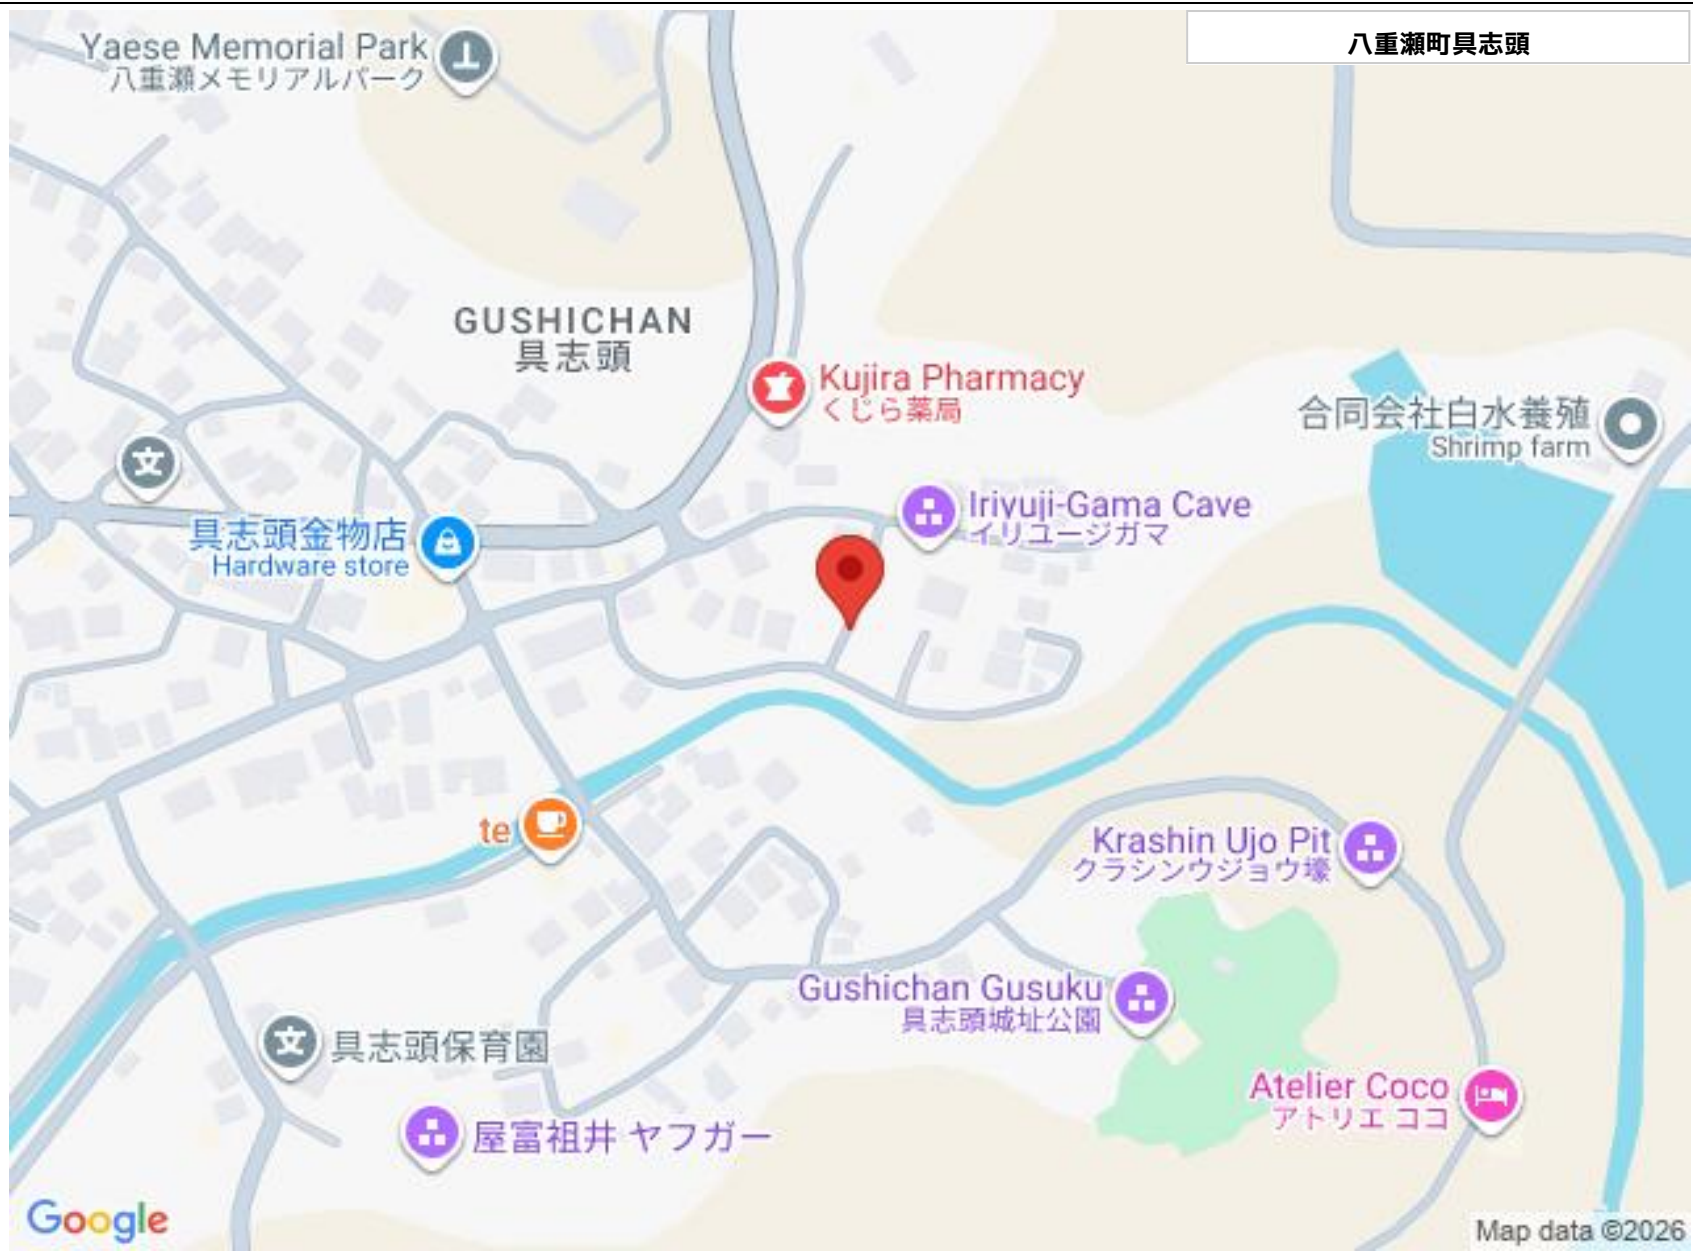 八重瀬町具志頭
Yaese Memorial Park
八重瀬メモリアルパーク
GUSHICHAN
具志頭
Kujira Pharmacy
くじら薬局
合同会社白水養殖
Shrimp farm
文
Iriyuji-Gama Cave
イリユージガマ
具志頭金物店
Hardware store
te
Krashin Ujo Pit
クラシンウジョウ壕
Gushichan Gusuku
具志頭城址公園
文
具志頭保育園
Atelier Coco
アトリエ ココ
屋富祖井 ヤフガー
Google
Map data ©2026